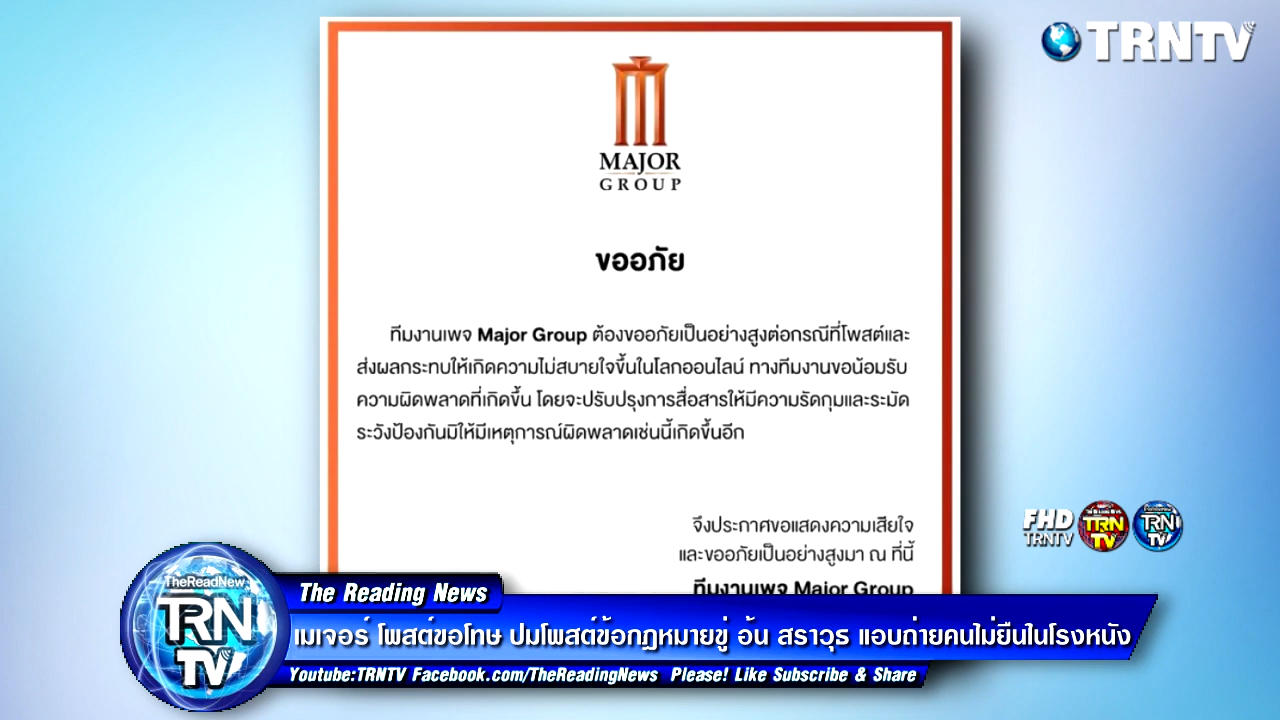 TRNTV
MAJOR
GROUP
ขออภัย
ทีมงานเพจ Major Group ต้องขออภัยเป็นอย่างสูงต่อกรณีที่โพสต์และ
ส่งผลกระทบให้เกิดความไม่สบายใจขึ้นในโลกออนไลน์ ทางทีมงานขอน้อมรับ
ความผิดพลาดที่เกิดขึ้น โดยจะปรับปรุงการสื่อสารให้มีความรัดกุมและระมัด
ระวังป้องกันมิให้มีเหตุการณ์ผิดพลาดเช่นนี้เกิดขึ้นอีก
จึงประกาศขอแสดงความเสียใจ
และขออภัยเป็นอย่างสูงมา ณ ที่นี้
ทีมงานเพจ Major Group
FHD
TRNTV
TRN
TV
TRN
TV
TheReadNew
TRN
TV
The Reading News
เมเจอร์ โพสต์ขอโทษ ปมโพสต์ข้อกฎหมายขู่ อ้น สราวุธ แอบถ่ายคนไม่ยืนในโรงหนัง
Youtube:TRNTV Facebook.com/TheReadingNews Please! Like Subscribe & Share